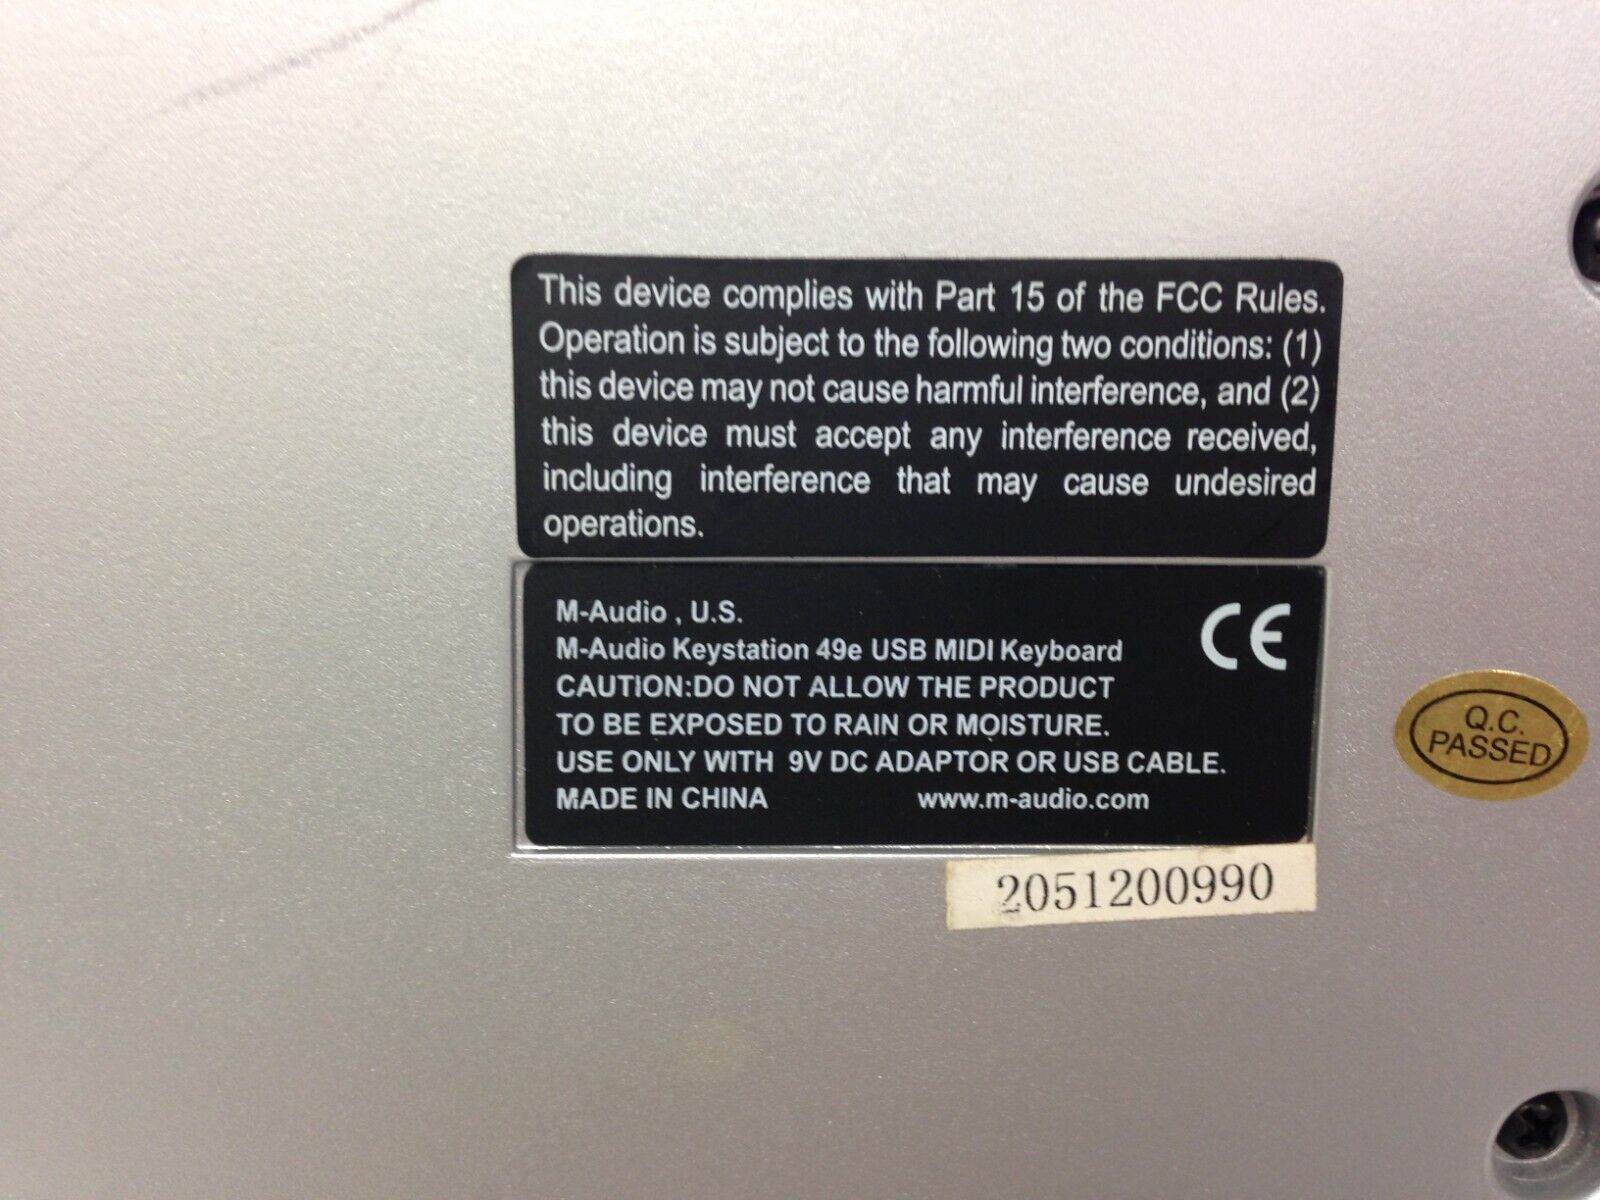 This device complies with Part 15 of the FCC Rules.
Operation is subject to the following two conditions: (1)
this device may not cause harmful interference, and (2)
this device must accept any interference received,
including interference that may cause undesired
operations.
M-Audio , U.S.
M-Audio Keystation 49e USB MIDI Keyboard
CAUTION:DO NOT ALLOW THE PRODUCT
TO BE EXPOSED TO RAIN OR MOISTURE.
USE ONLY WITH 9V DC ADAPTOR OR USB CABLE.
MADE IN CHINA www.m-audio.com
CE
Q.C.
PASSED
2051200990